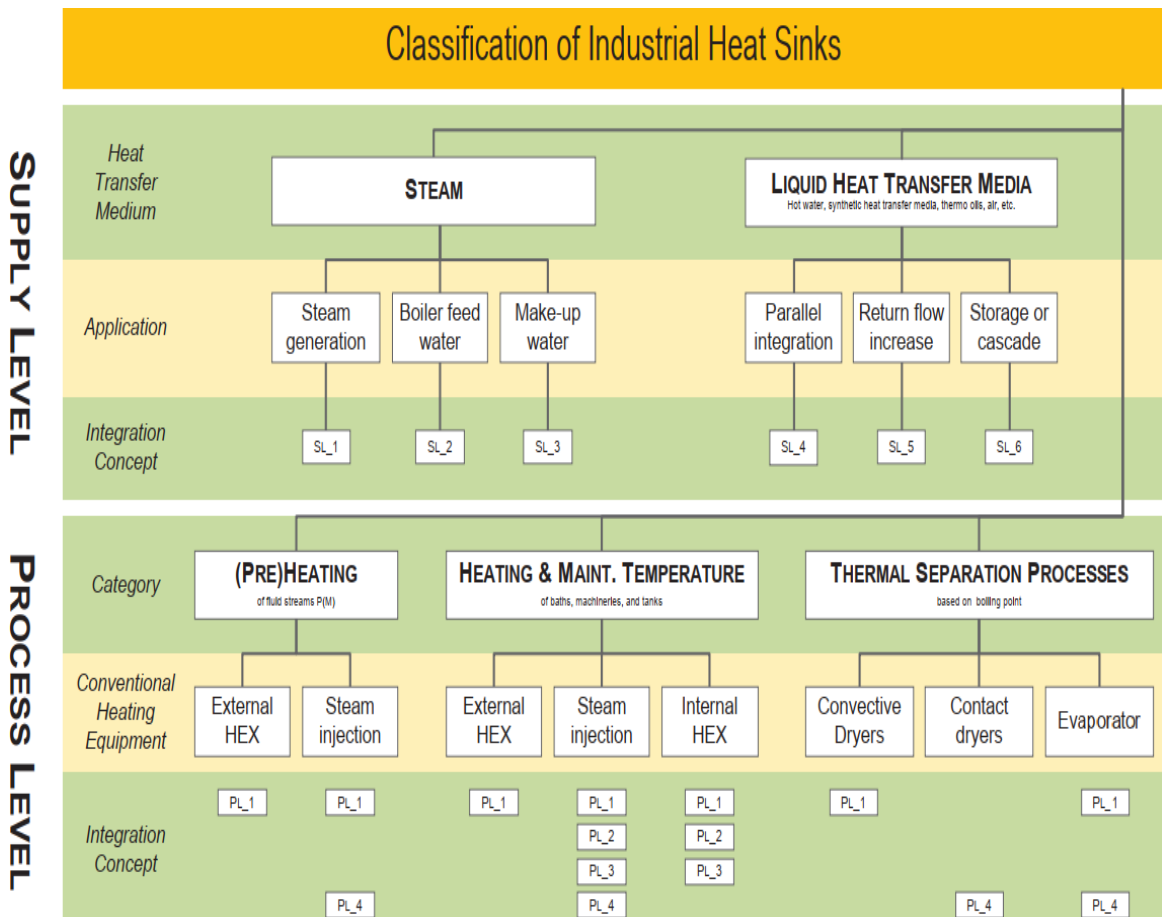 Classification of Industrial Heat Sinks
SUPPLY LEVEL
Heat
Transfer
Medium
STEAM
LIQUID HEAT TRANSFER MEDIA
Hot water, synthetic heat transfer media, thermo oils, air, etc.
Application
Steam
generation
Boiler feed
water
Make-up
water
Parallel
integration
Return flow
increase
Storage or
cascade
Integration
Concept
SL_1
SL_2
SL_3
SL_4
SL_5
SL_6
PROCESS LEVEL
Category
(PRE)HEATING
of fluid streams P(M)
HEATING & MAINT. TEMPERATURE
of baths, machineries, and tanks
THERMAL SEPARATION PROCESSES
based on boiling point
Conventional
Heating
Equipment
External
HEX
Steam
injection
External
HEX
Steam
injection
Internal
HEX
Convective
Dryers
Contact
dryers
Evaporator
Integration
Concept
PL_1
PL_1
PL_1
PL_1
PL_1
PL_1
PL_1
PL_2
PL_2
PL_3
PL_3
PL_4
PL_4
PL_4
PL_4